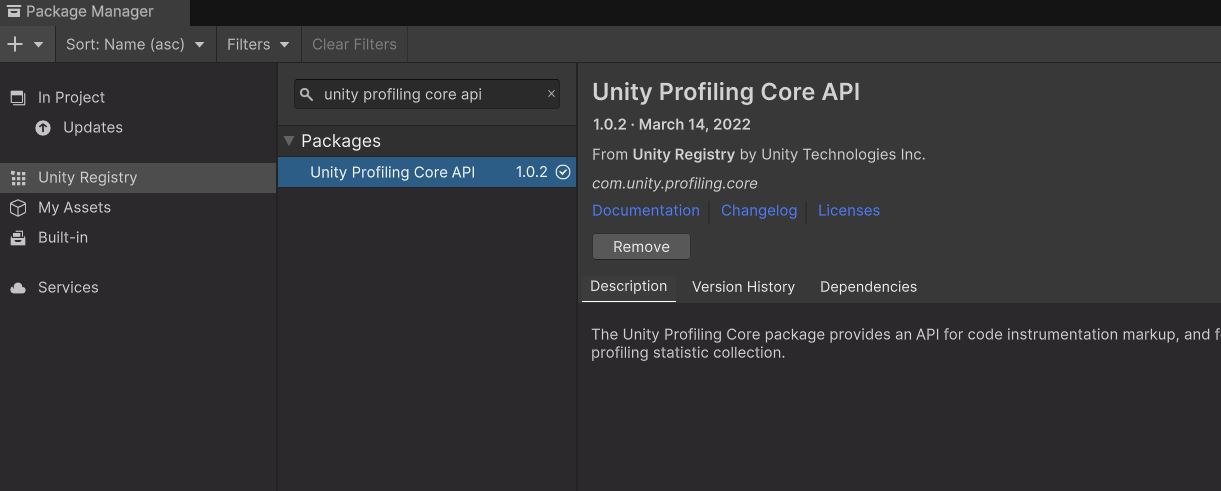 Package Manager
Sort: Name (asc)
Filters
Clear Filters
In Project
Updates
Unity Registry
My Assets
Built-in
Services
unity profiling core api
Packages
Unity Profiling Core API 1.0.2
Unity Profiling Core API
1.0.2 · March 14, 2022
From Unity Registry by Unity Technologies Inc.
com.unity.profiling.core
Documentation Changelog Licenses
Remove
Description Version History Dependencies
The Unity Profiling Core package provides an API for code instrumentation markup, and f
profiling statistic collection.